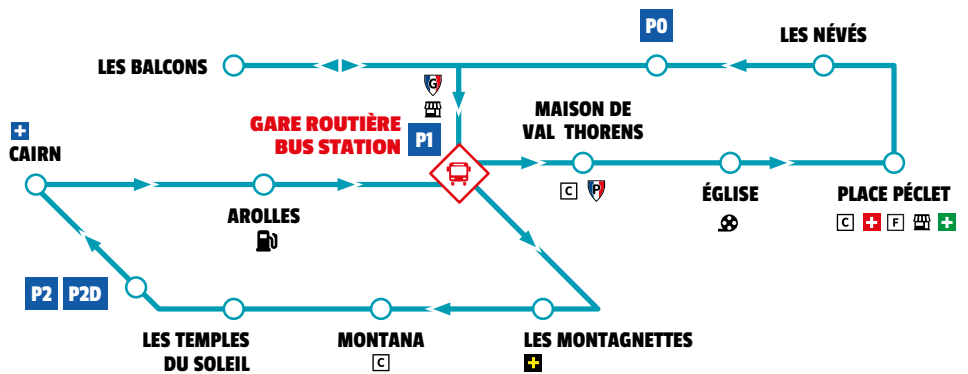 P0
LES NÉVÉS
LES BALCONS
G
MAISON DE
VAL THORENS
GARE ROUTIÈRE
BUS STATION
P1
CAIRN
C
P
AROLLES
ÉGLISE
PLACE PÉCLET
C
F
P2
P2D
LES TEMPLES
DU SOLEIL
MONTANA
C
LES MONTAGNETTES